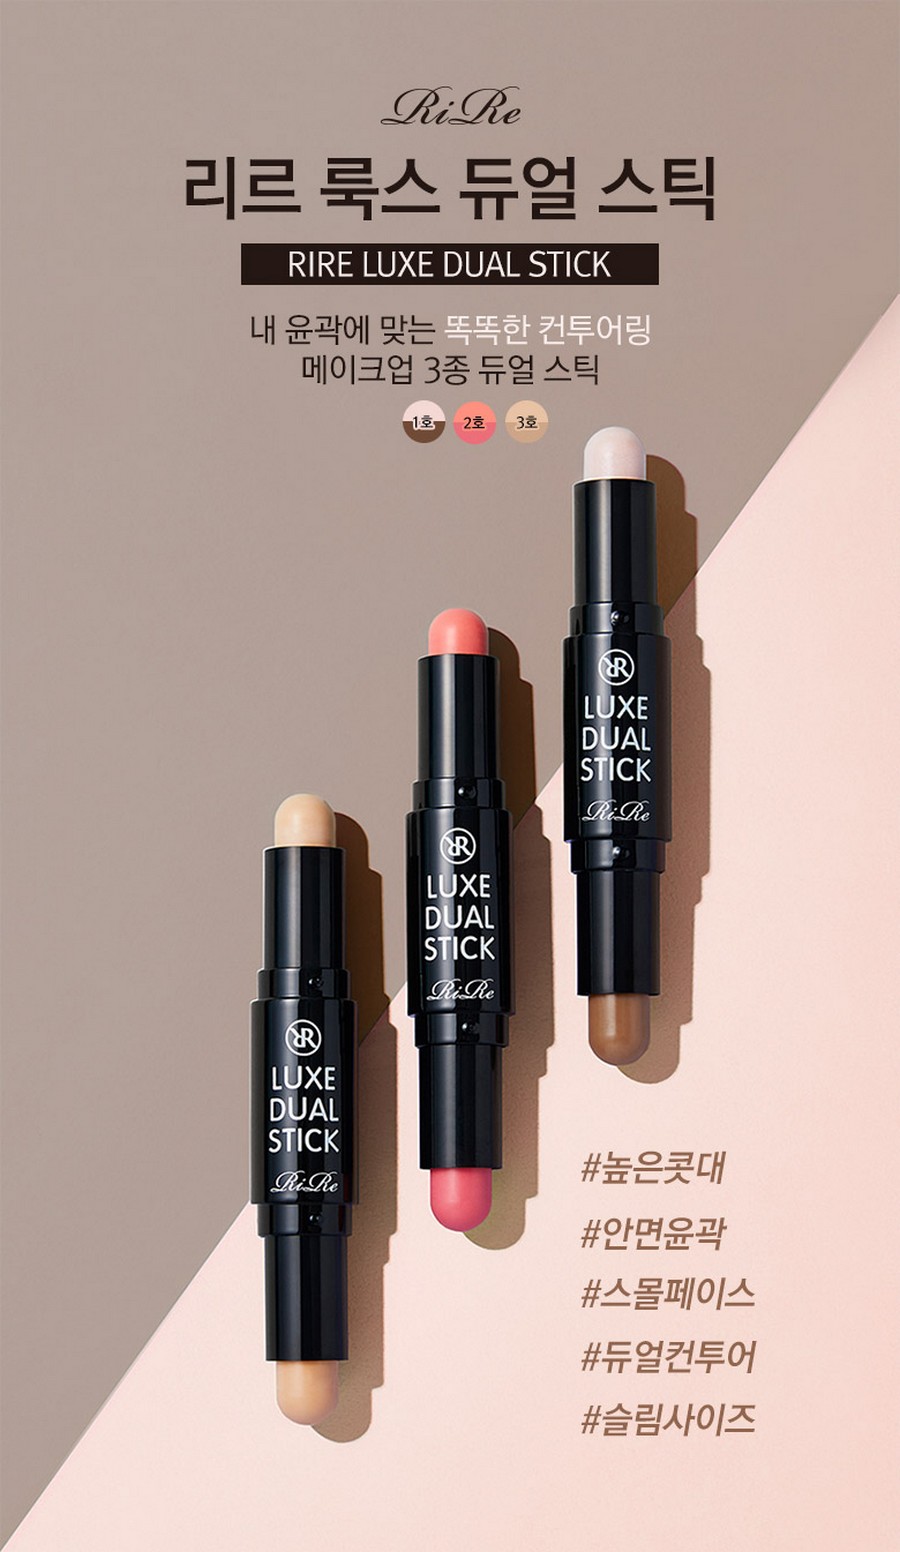 RiRe
리르 룩스 듀얼 스틱
RIRE LUXE DUAL STICK
내 윤곽에 맞는 똑똑한 컨투어링
메이크업 3종 듀얼 스틱
1호 2호 3호
RR
LUXE
DUAL
STICK
RiRe
RR
LUXE
DUAL
STICK
RiRe
RR
LUXE
DUAL
STICK
RiRe
#높은콧대
#안면윤곽
#스몰페이스
#듀얼컨투어
#슬림사이즈